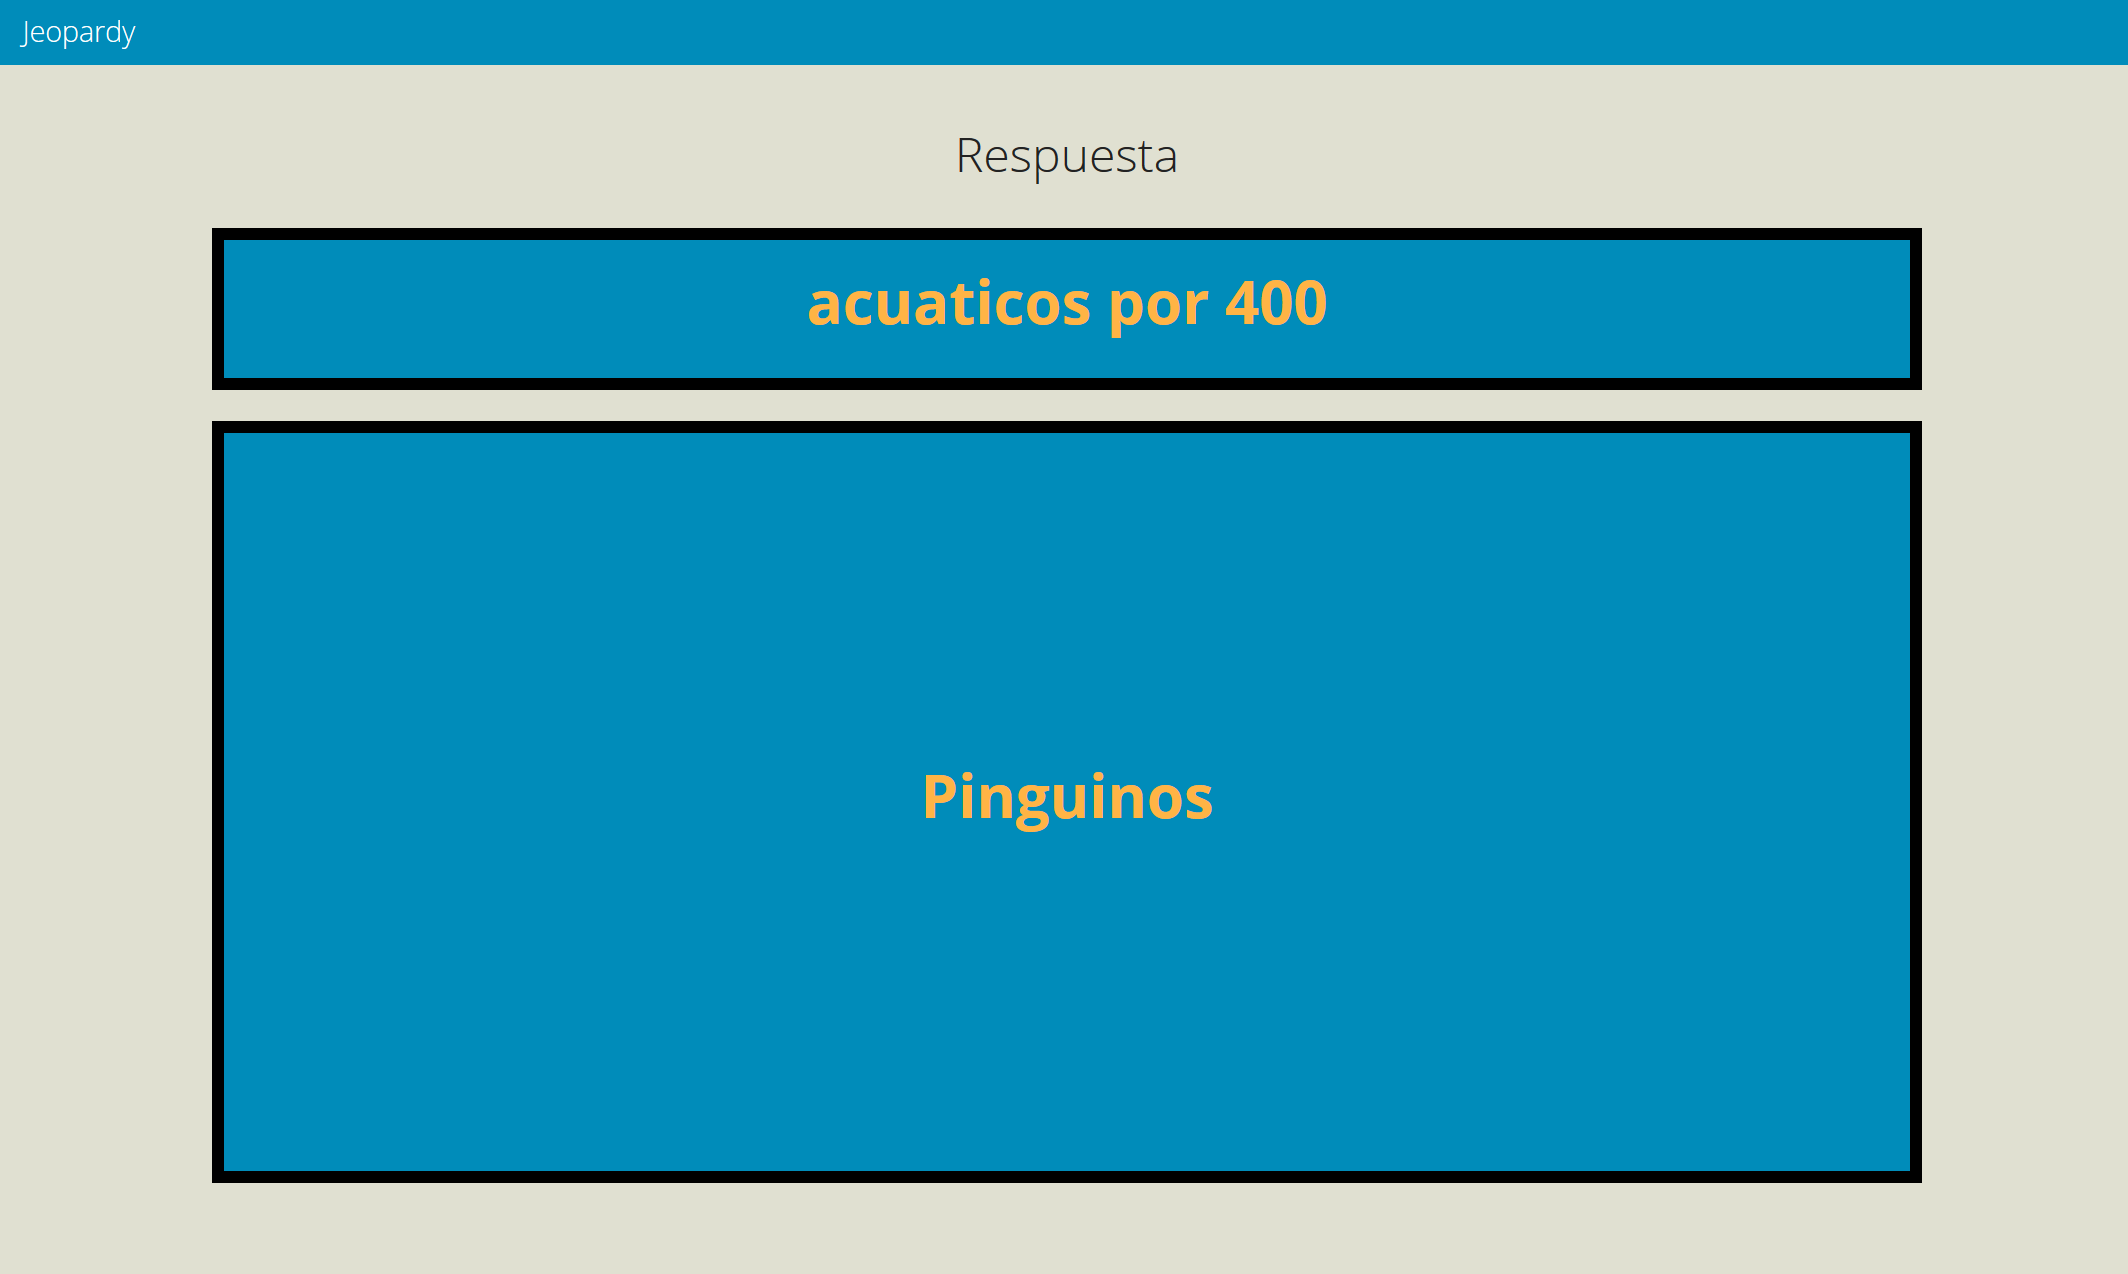 Jeopardy
Respuesta
acuaticos por 400
Pinguinos